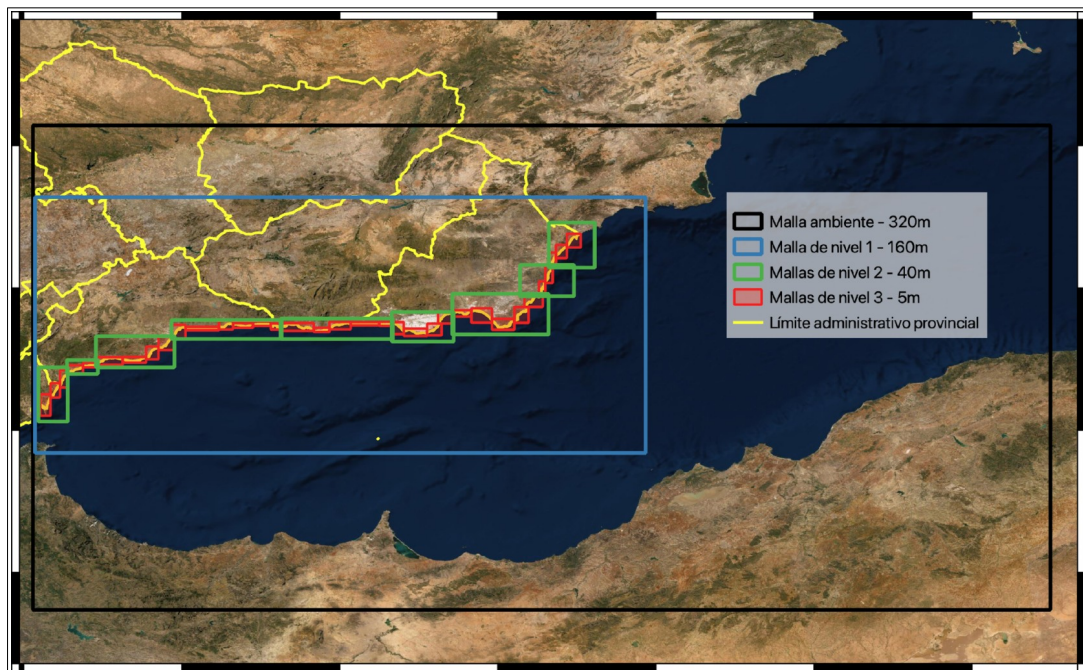 Malla ambiente - 320m
Malla de nivel 1 - 160m
Mallas de nivel 2 - 40m
Mallas de nivel 3 - 5m
Límite administrativo provincial